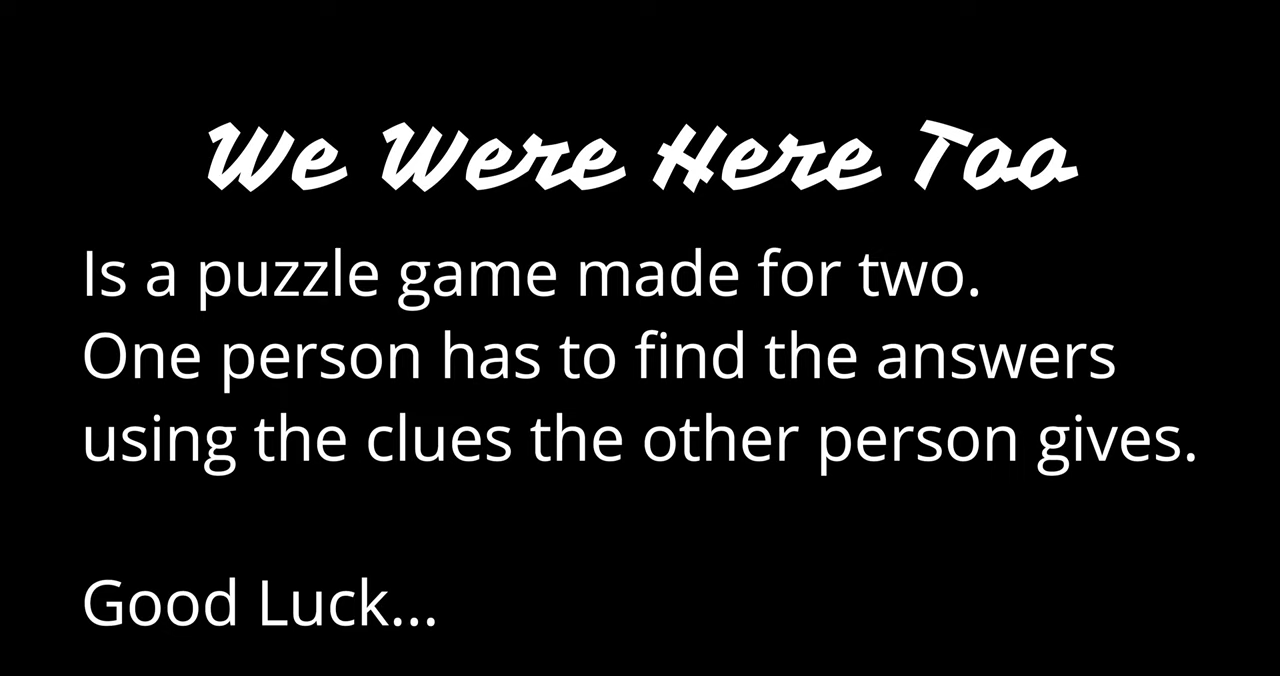 We Were Here Too
Is a puzzle game made for two.
One person has to find the answers
using the clues the other person gives.
Good Luck...